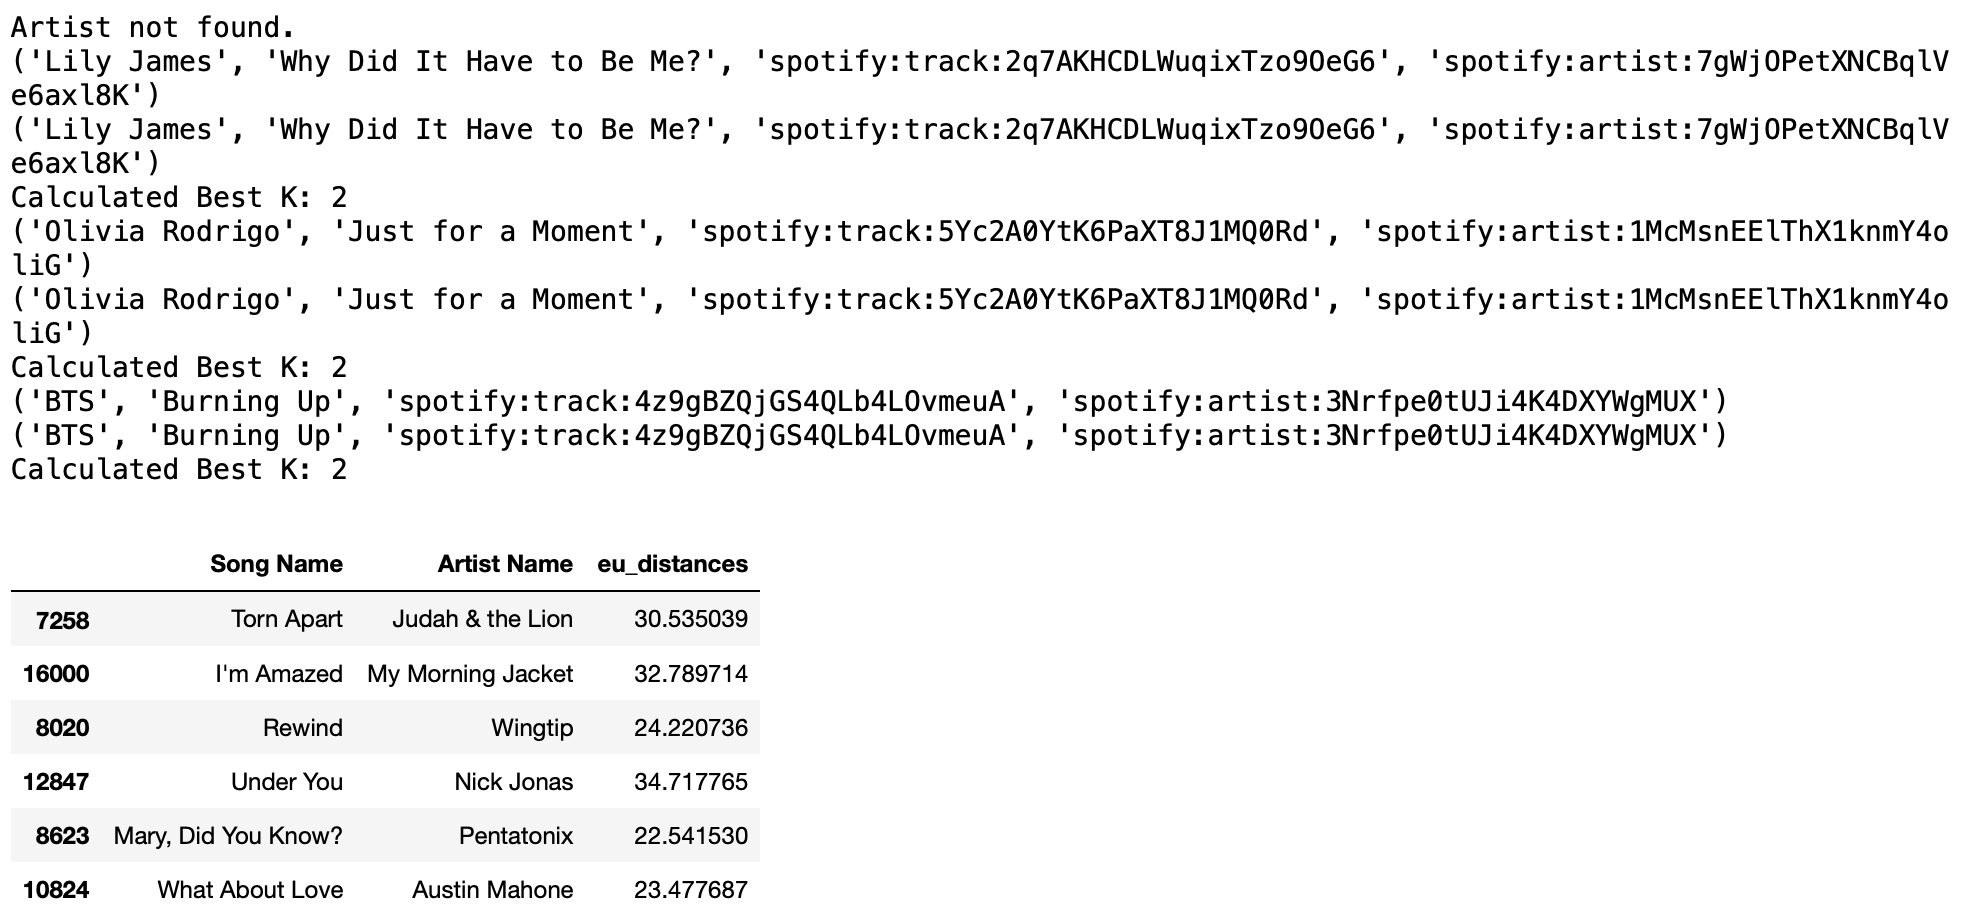 Artist not found.
('Lily James', 'Why Did It Have to Be Me?', 'spotify:track:2q7AKHCDLWuqixTzo9OeG6', 'spotify:artist:7gWjOPetXNCBqlV
e6axl8K')
('Lily James', 'Why Did It Have to Be Me?', 'spotify:track:2q7AKHCDLWuqixTzo9OeG6', 'spotify:artist:7gWjOPetXNCBqlV
e6axl8K')
Calculated Best K: 2
('Olivia Rodrigo', 'Just for a Moment', 'spotify:track:5Yc2A0YtK6PaXT8J1MQ0Rd', 'spotify:artist:1McMsnEElThX1knmY4o
liG')
('Olivia Rodrigo', 'Just for a Moment', 'spotify:track:5Yc2A0YtK6PaXT8J1MQ0Rd', 'spotify:artist:1McMsnEElThX1knmY4o
liG')
Calculated Best K: 2
('BTS', 'Burning Up', 'spotify:track:4z9gBZQjGS4QLb4LOvmeuA', 'spotify:artist:3Nrfpe0tUJi4K4DXYWgMUX')
('BTS', 'Burning Up', 'spotify:track:4z9gBZQjGS4QLb4LOvmeuA', 'spotify:artist:3Nrfpe0tUJi4K4DXYWgMUX')
Calculated Best K: 2
Song Name Artist Name eu_distances
7258 Torn Apart Judah & the Lion 30.535039
16000 I'm Amazed My Morning Jacket 32.789714
8020 Rewind Wingtip 24.220736
12847 Under You Nick Jonas 34.717765
8623 Mary, Did You Know? Pentatonix 22.541530
10824 What About Love Austin Mahone 23.477687